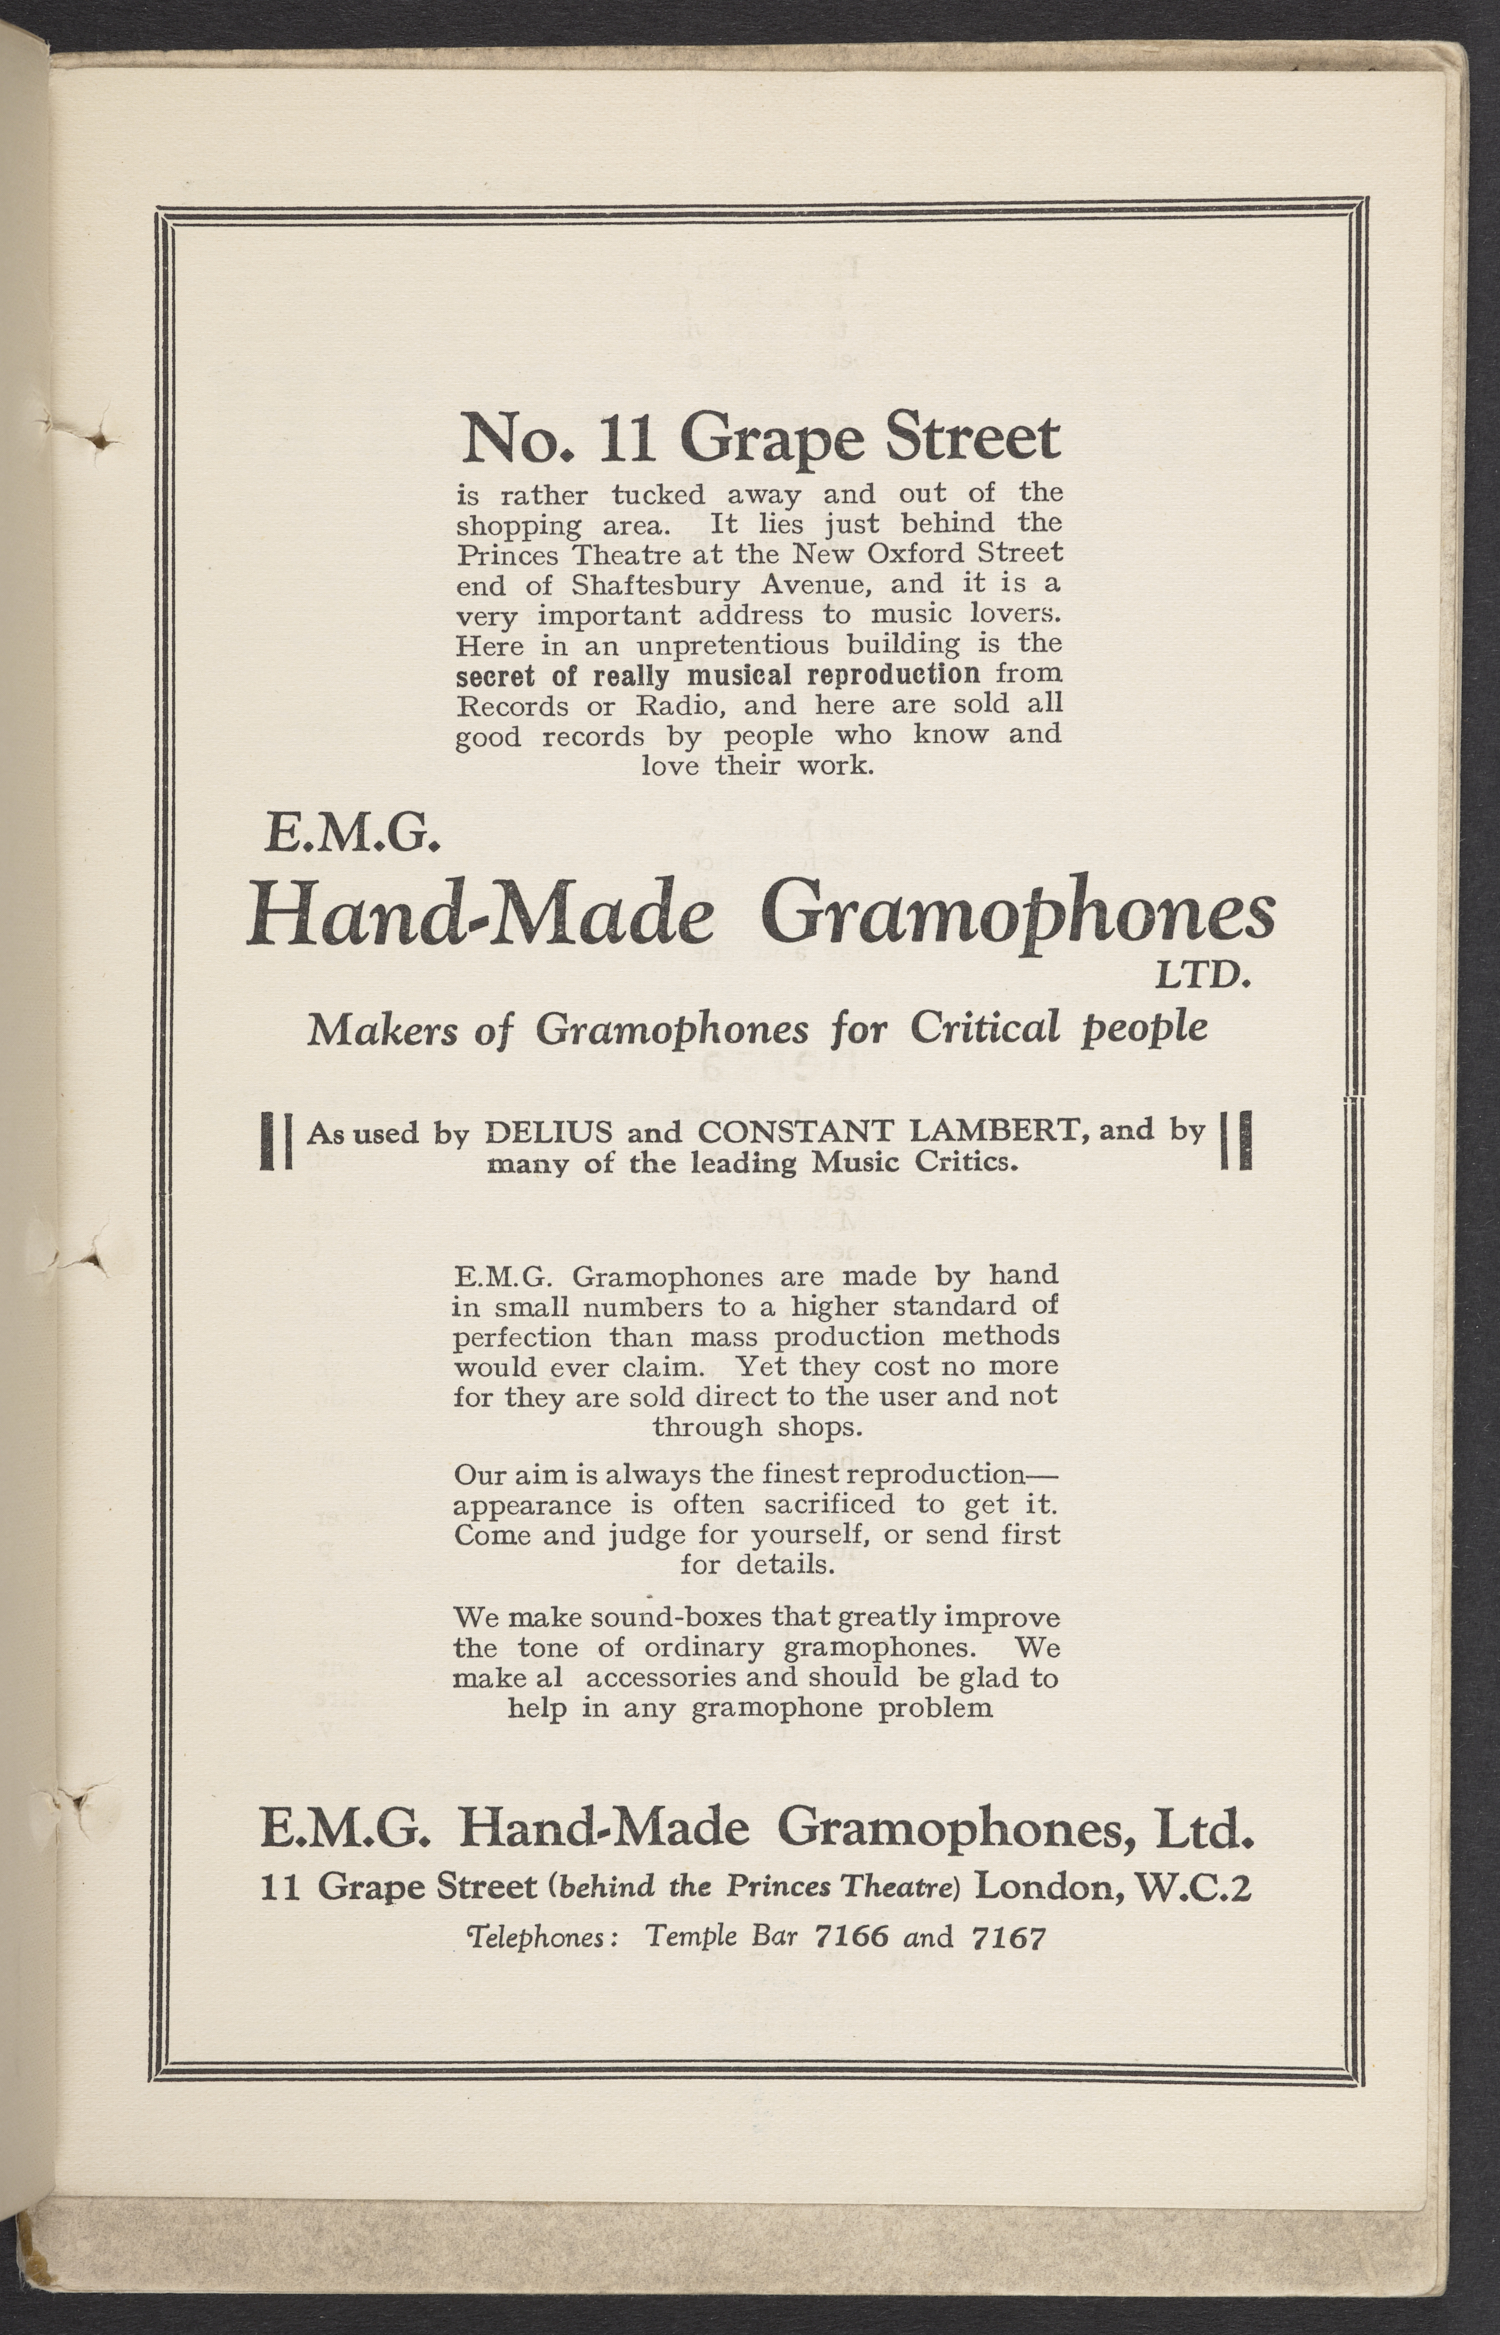 No. 11 Grape Street
is rather tucked away and out of the
shopping area. It lies just behind the
Princes Theatre at the New Oxford Street
end of Shaftesbury Avenue, and it is a
very important address to music lovers.
Here in an unpretentious building is the
secret of really musical reproduction from
Records or Radio, and here are sold all
good records by people who know and
love their work.
E.M.G.
Hand-Made Gramophones
LTD.
Makers of Gramophones for Critical people
As used by DELIUS and CONSTANT LAMBERT, and by
many of the leading Music Critics.
E.M.G. Gramophones are made by hand
in small numbers to a higher standard of
perfection than mass production methods
would ever claim. Yet they cost no more
for they are sold direct to the user and not
through shops.
Our aim is always the finest reproduction—
appearance is often sacrificed to get it.
Come and judge for yourself, or send first
for details.
We make sound-boxes that greatly improve
the tone of ordinary gramophones. We
make al accessories and should be glad to
help in any gramophone problem
E.M.G. Hand-Made Gramophones, Ltd.
11 Grape Street (behind the Princes Theatre) London, W.C.2
Telephones: Temple Bar 7166 and 7167